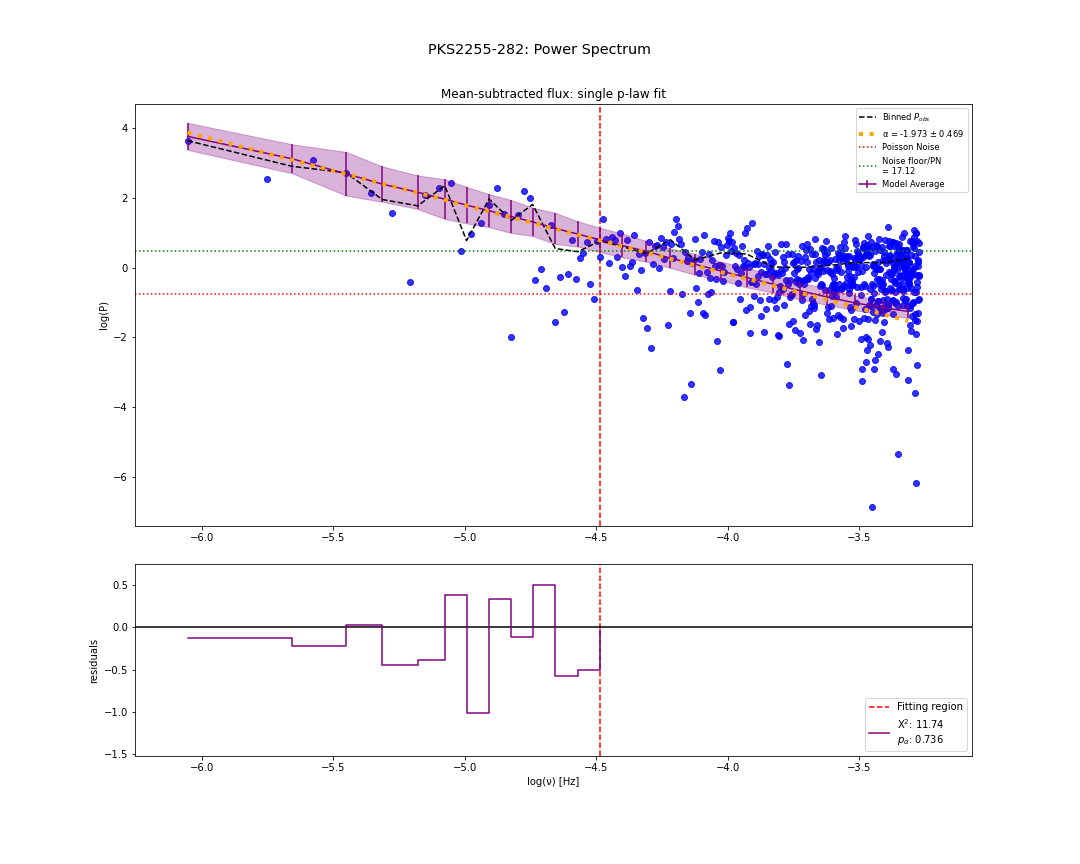 PKS2255-282: Power Spectrum
Mean-subtracted flux: single p-law fit
Binned P_obs
α = -1.973 ± 0.469
Poisson Noise
Noise floor/PN
= 17.12
Model Average
log(P)
4
2
0
−2
−4
−6
−6.0 −5.5 −5.0 −4.5 −4.0 −3.5
residuals
0.5
0.0
−0.5
−1.0
−1.5
Fitting region
X²: 11.74
p_α: 0.736
−6.0 −5.5 −5.0 −4.5 −4.0 −3.5
log(ν) [Hz]